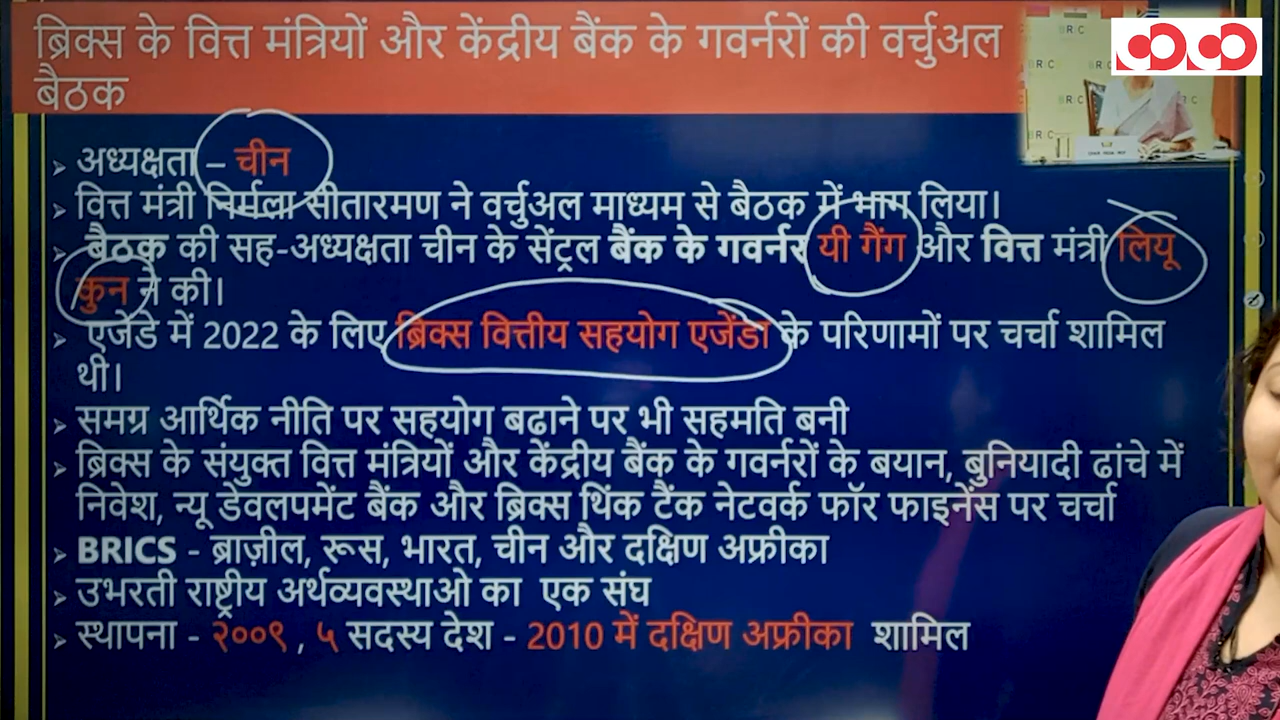 ब्रिक्स के वित्त मंत्रियों और केंद्रीय बैंक के गवर्नरों की वर्चुअल
बैठक
अध्यक्षता – चीन
वित्त मंत्री निर्मला सीतारमण ने वर्चुअल माध्यम से बैठक में भाग लिया।
बैठक की सह-अध्यक्षता चीन के सेंट्रल बैंक के गवर्नर यी गैंग और वित्त मंत्री लियू
कुन ने की।
एजेंडे में 2022 के लिए ब्रिक्स वित्तीय सहयोग एजेंडा के परिणामों पर चर्चा शामिल
थी।
समग्र आर्थिक नीति पर सहयोग बढाने पर भी सहमति बनी
ब्रिक्स के संयुक्त वित्त मंत्रियों और केंद्रीय बैंक के गवर्नरों के बयान, बुनियादी ढांचे में
निवेश, न्यू डेवलपमेंट बैंक और ब्रिक्स थिंक टैंक नेटवर्क फॉर फाइनेंस पर चर्चा
BRICS - ब्राज़ील, रूस, भारत, चीन और दक्षिण अफ्रीका
उभरती राष्ट्रीय अर्थव्यवस्थाओ का एक संघ
स्थापना - २००९ , ५ सदस्य देश - 2010 में दक्षिण अफ्रीका शामिल